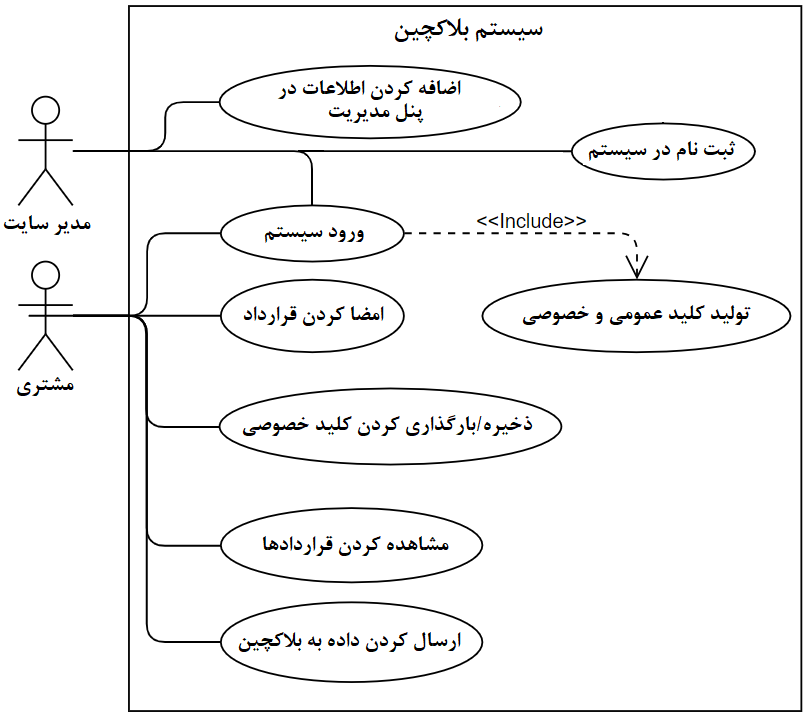 سیستم بلاکچین
اضافه کردن اطلاعات در
پنل مدیریت
ثبت نام در سیستم
مدیر سایت
ورود سیستم
<<Include>>
امضا کردن قرارداد
تولید کلید عمومی و خصوصی
مشتری
ذخیره/بارگذاری کردن کلید خصوصی
مشاهده کردن قراردادها
ارسال کردن داده به بلاکچین